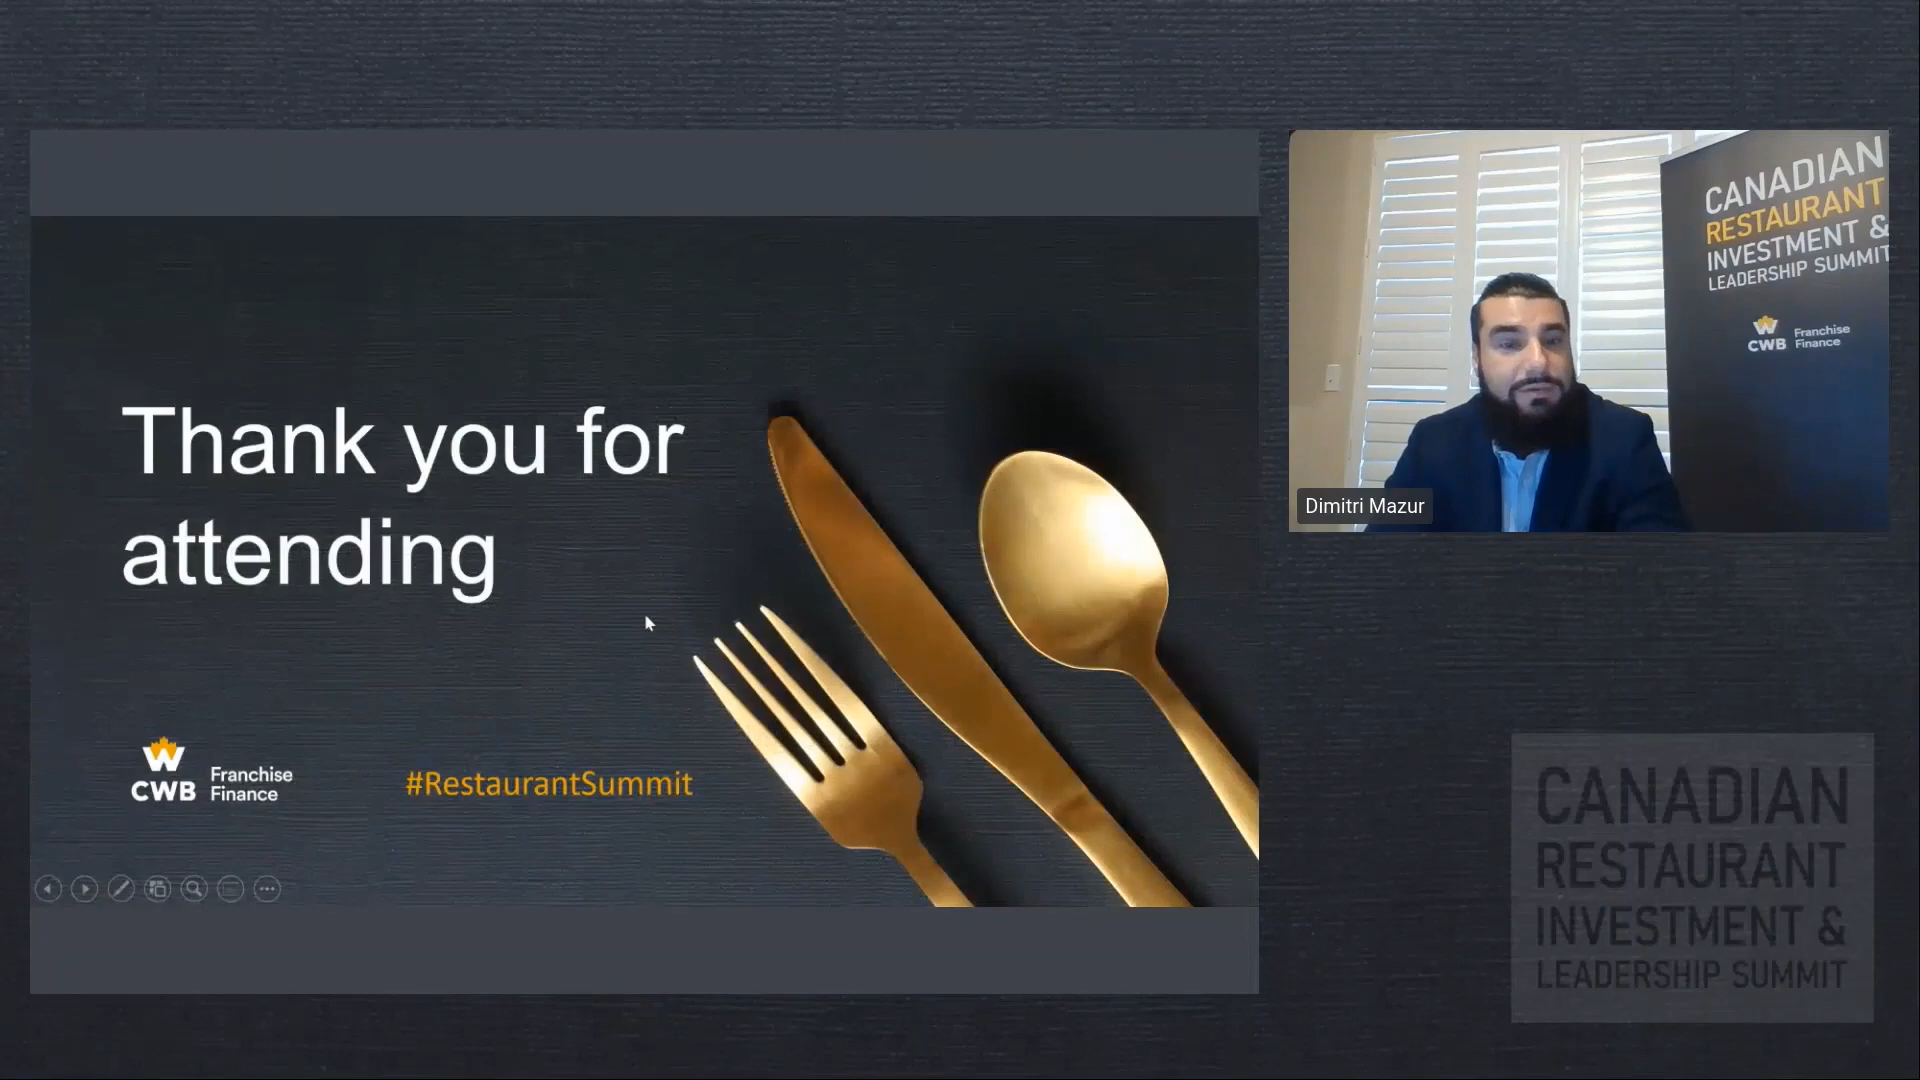 Thank you for
attending
W
CWB
Franchise
Finance
#RestaurantSummit
CANADIAN
RESTAURANT
INVESTMENT &
LEADERSHIP SUMMIT
W
CWB
Franchise
Finance
Dimitri Mazur
CANADIAN
RESTAURANT
INVESTMENT &
LEADERSHIP SUMMIT